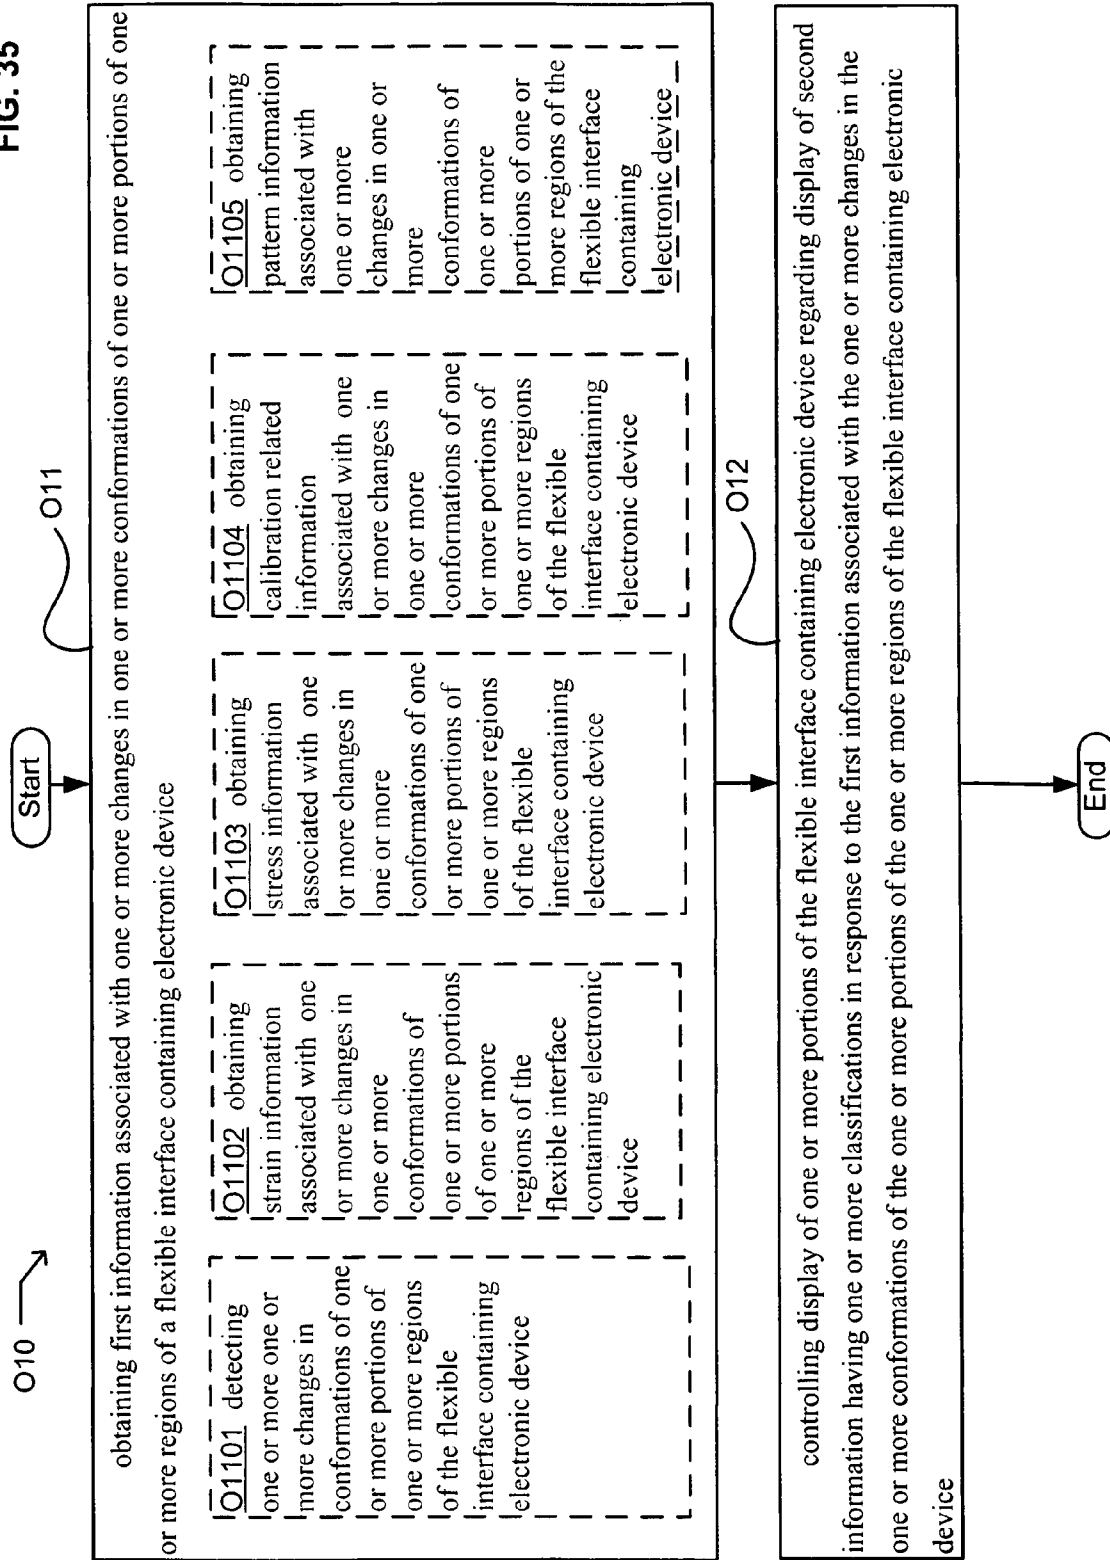 FIG. 35
O10
Start
O11
obtaining first information associated with one or more changes in one or more conformations of one or more portions of one
or more regions of a flexible interface containing electronic device
O1101 detecting
one or more one or
more changes in
conformations of one
or more portions of
one or more regions
of the flexible
interface containing
electronic device
O1102 obtaining
strain information
associated with one
or more changes in
one or more
conformations of
one or more portions
of one or more
regions of the
flexible interface
containing electronic
device
O1103 obtaining
stress information
associated with one
or more changes in
one or more
conformations of one
or more portions of
one or more regions
of the flexible
interface containing
electronic device
O1104 obtaining
calibration related
information
associated with one
or more changes in
one or more
conformations of one
or more portions of
one or more regions
of the flexible
interface containing
electronic device
O1105 obtaining
pattern information
associated with
one or more
changes in one or
more
conformations of
one or more
portions of one or
more regions of the
flexible interface
containing
electronic device
O12
controlling display of one or more portions of the flexible interface containing electronic device regarding display of second
information having one or more classifications in response to the first information associated with the one or more changes in the
one or more conformations of the one or more portions of the one or more regions of the flexible interface containing electronic
device
End